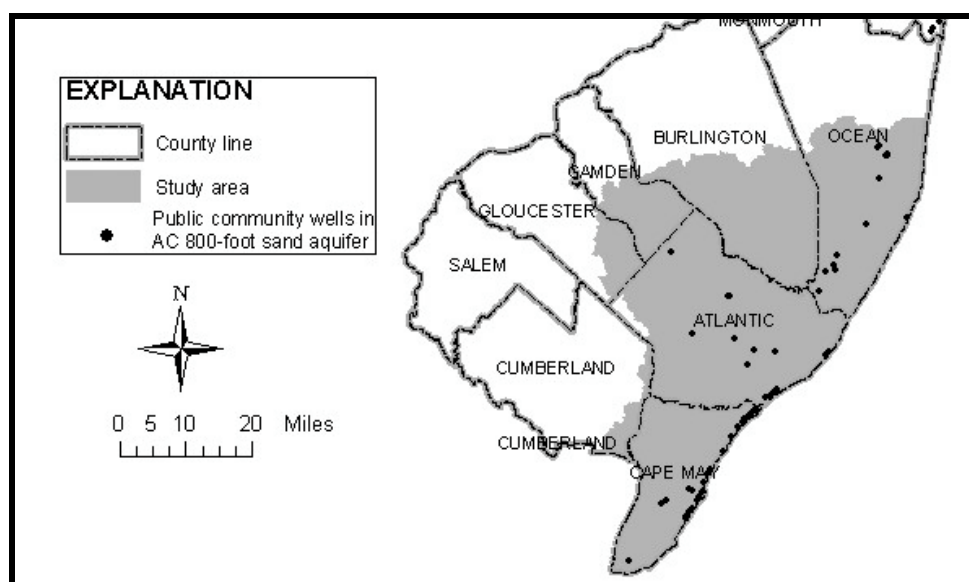 MONMOUTH
EXPLANATION
County line
Study area
Public community wells in
AC 800-foot sand aquifer
BURLINGTON
OCEAN
CAMDEN
GLOUCESTER
SALEM
N
ATLANTIC
CUMBERLAND
0 5 10 20 Miles
CUMBERLAND
CAPE MAY